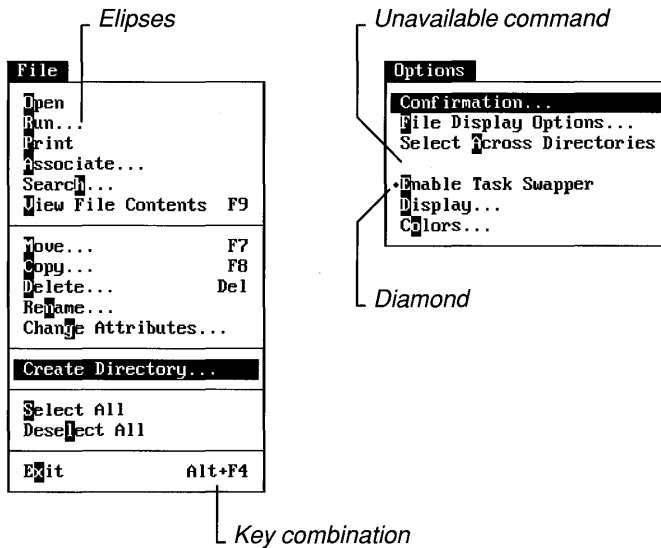 Elipses
Unavailable command
File
Open
Run...
Print
Associate...
Search...
View File Contents F9
Move... F7
Copy... F8
Delete... Del
Rename...
Change Attributes...
Create Directory...
Select All
Deselect All
Exit Alt+F4
Key combination
Options
Confirmation...
File Display Options...
Select Across Directories
Enable Task Swapper
Display...
Colors...
Diamond